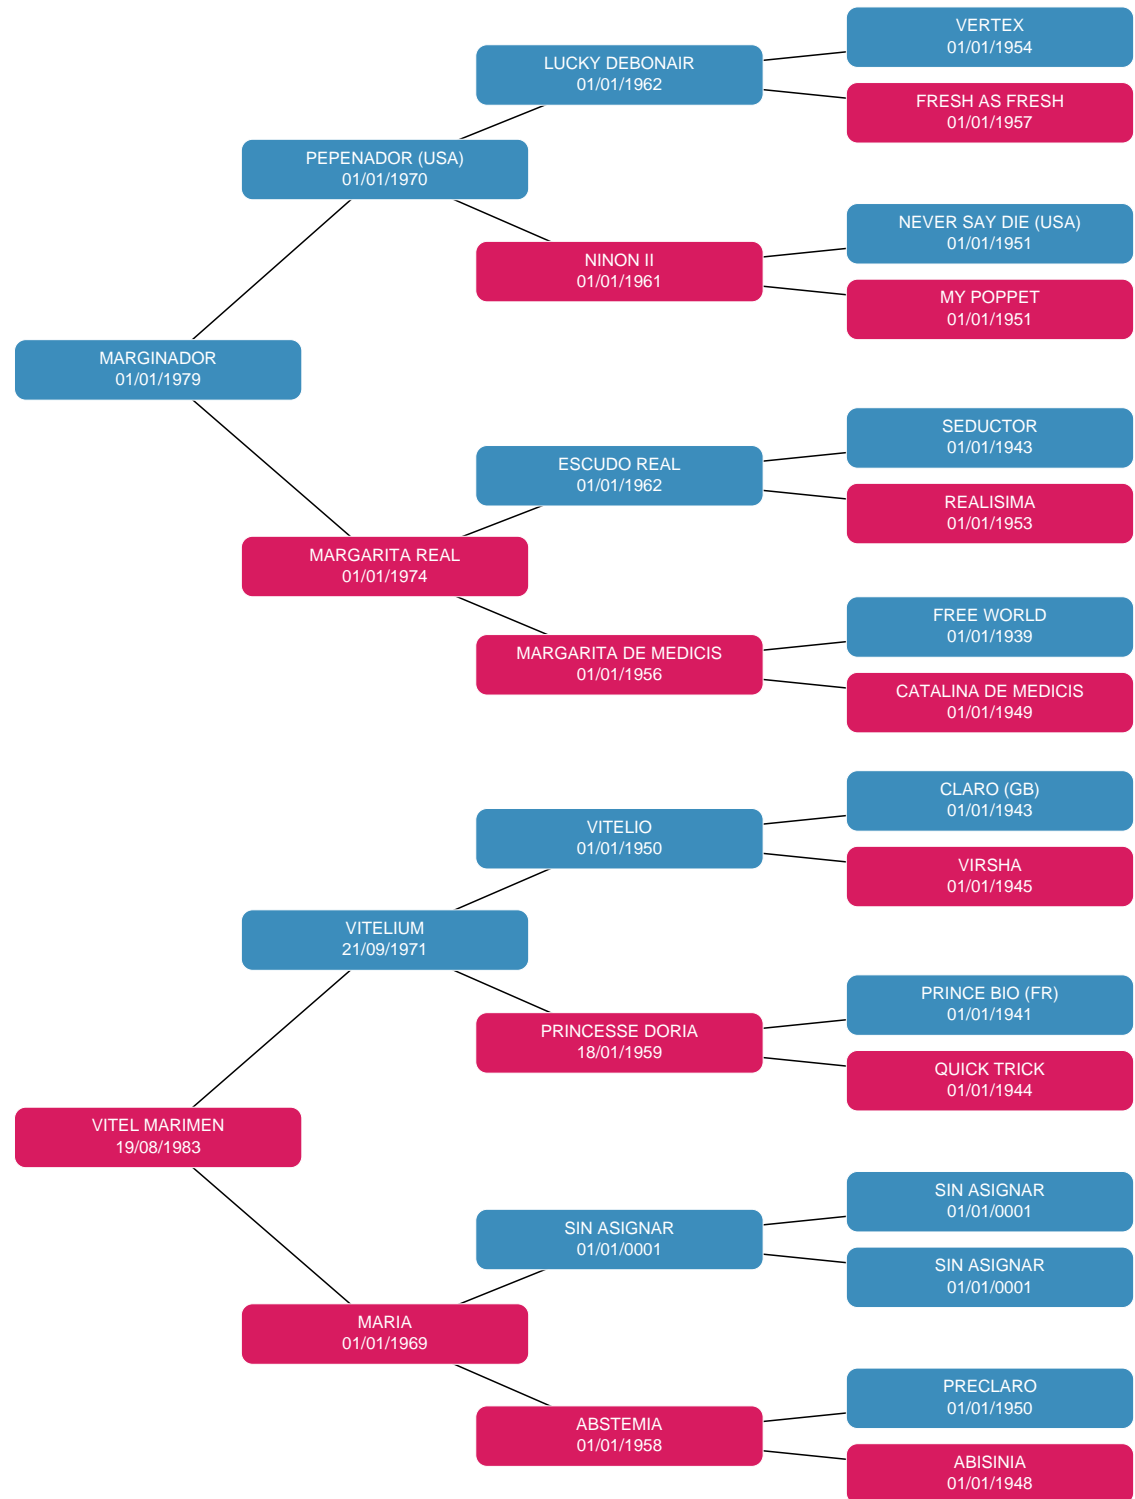 VERTEX
01/01/1954
LUCKY DEBONAIR
01/01/1962
FRESH AS FRESH
01/01/1957
PEPENADOR (USA)
01/01/1970
NEVER SAY DIE (USA)
01/01/1951
NINON II
01/01/1961
MY POPPET
01/01/1951
MARGINADOR
01/01/1979
SEDUCTOR
01/01/1943
ESCUDO REAL
01/01/1962
REALISIMA
01/01/1953
MARGARITA REAL
01/01/1974
FREE WORLD
01/01/1939
MARGARITA DE MEDICIS
01/01/1956
CATALINA DE MEDICIS
01/01/1949
CLARO (GB)
01/01/1943
VITELIO
01/01/1950
VIRSHA
01/01/1945
VITELIUM
21/09/1971
PRINCE BIO (FR)
01/01/1941
PRINCESSE DORIA
18/01/1959
QUICK TRICK
01/01/1944
VITEL MARIMEN
19/08/1983
SIN ASIGNAR
01/01/0001
SIN ASIGNAR
01/01/0001
SIN ASIGNAR
01/01/0001
MARIA
01/01/1969
PRECLARO
01/01/1950
ABSTEMIA
01/01/1958
ABISINIA
01/01/1948